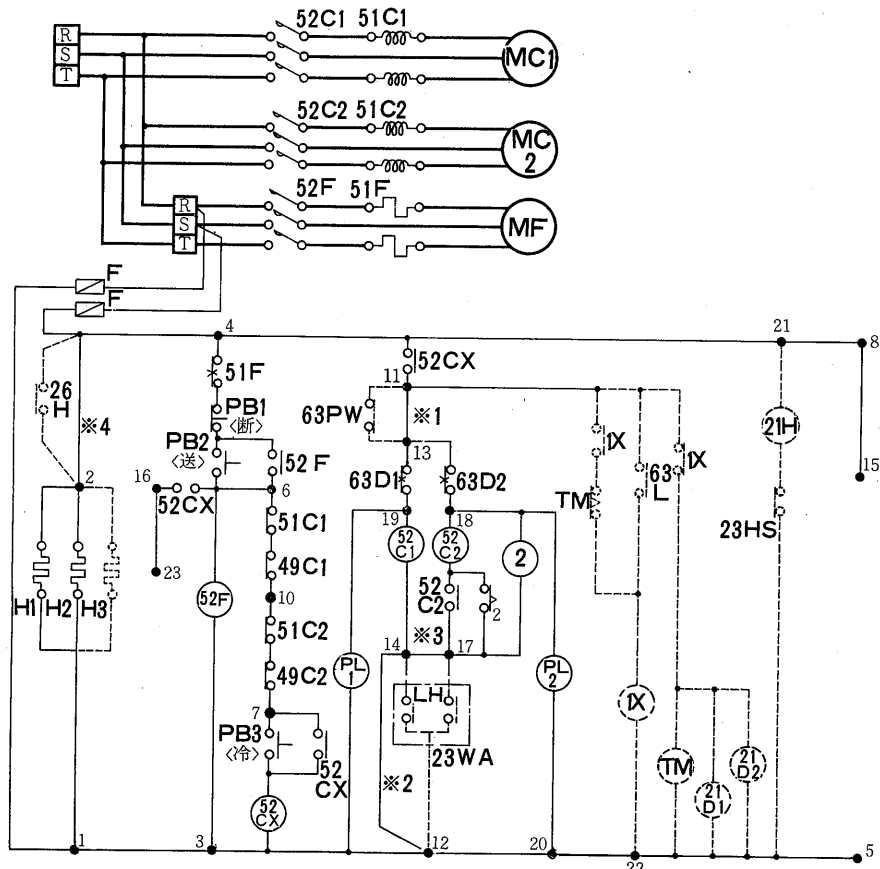 52C1 51C1
R
S
T
MC1
52C2 51C2
MC
2
52F 51F
R
S
T
MF
F
F
4
21
8
26
H
※4
51F
PB1
〈断〉
PB2
〈送〉
52F
16
52CX
6
23
2
H1
H2
H3
52F
51C1
49C1
10
51C2
49C2
7
PB3
〈冷〉
52
CX
52
CX
52CX
11
63PW
※1
13
63D1
63D2
19
18
52
C1
52
C2
2
52
C2
2
※3
14
17
PL
1
PL
2
LH
23WA
※2
1X
TM
63
L
1X
21H
23HS
15
1X
TM
21
D1
21
D2
1
3
12
20
22
5